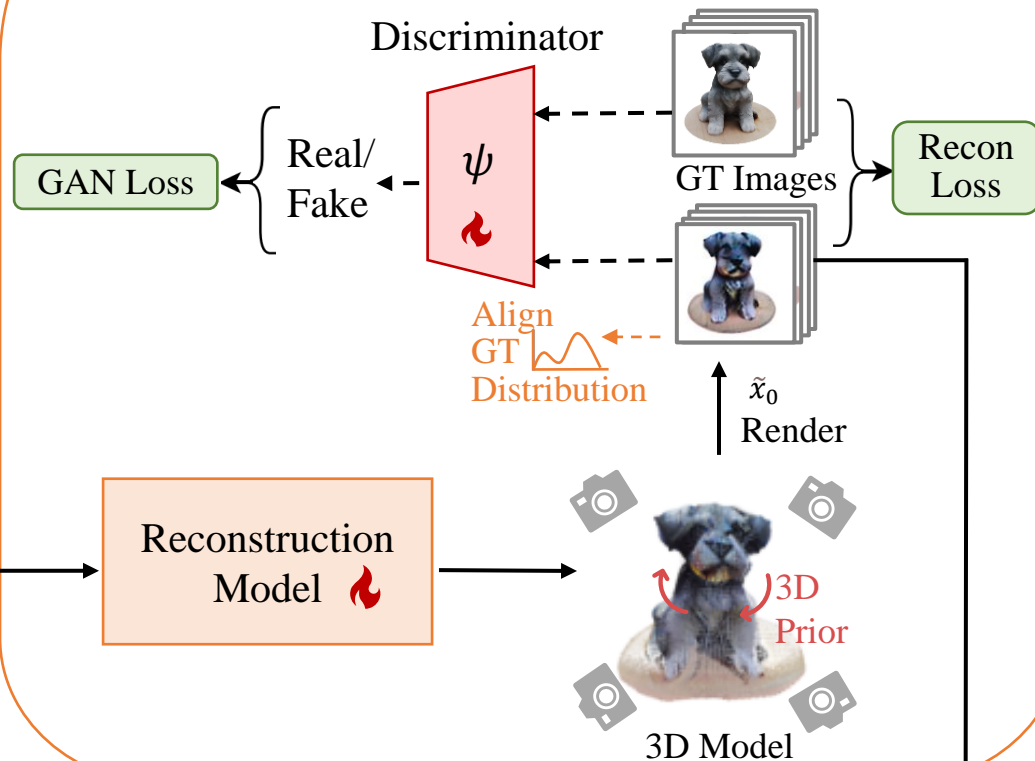 Discriminator
GAN Loss
Real/
Fake
ψ
GT Images
Recon
Loss
Align
GT
Distribution
x̃₀
Render
Reconstruction
Model
3D
Prior
3D Model